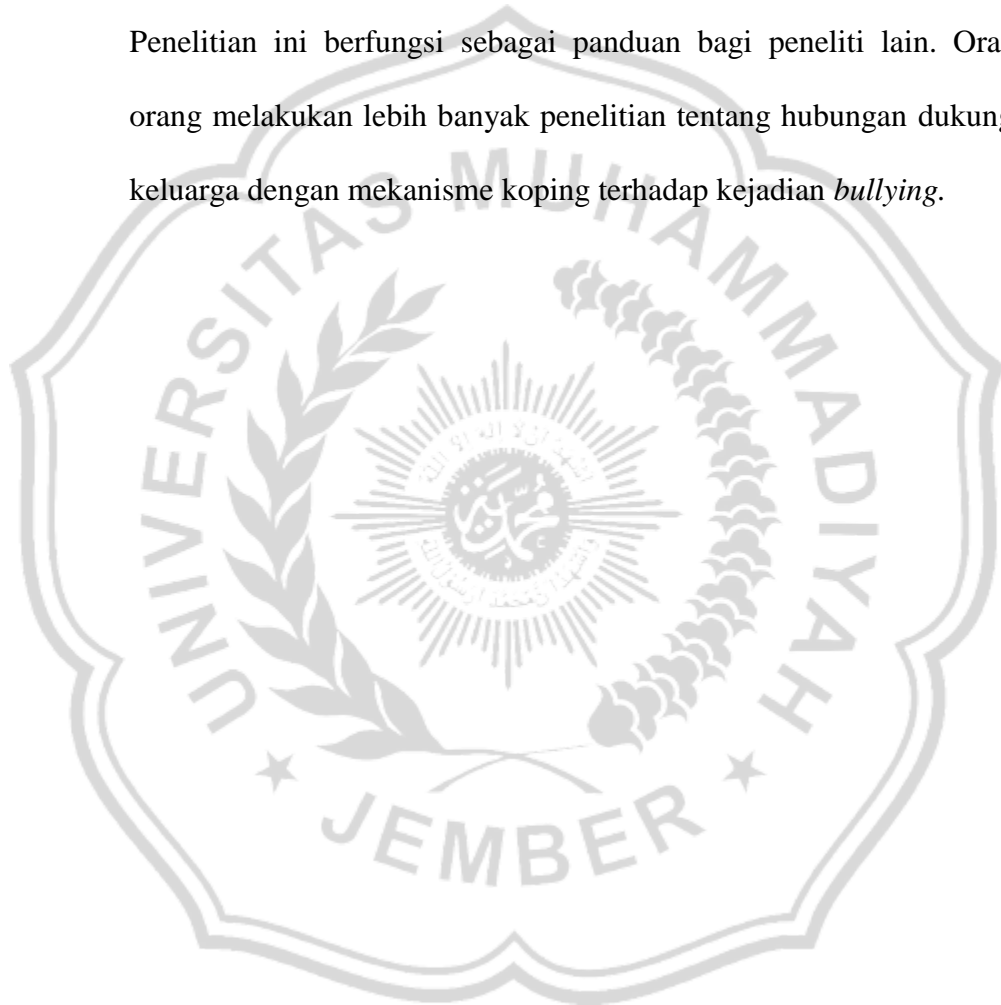 Penelitian ini berfungsi sebagai panduan bagi peneliti lain. Ora
orang melakukan lebih banyak penelitian tentang hubungan dukung
keluarga dengan mekanisme koping terhadap kejadian bullying.
UNIVERSITAS MUHAMMADIYAH
JEMBER